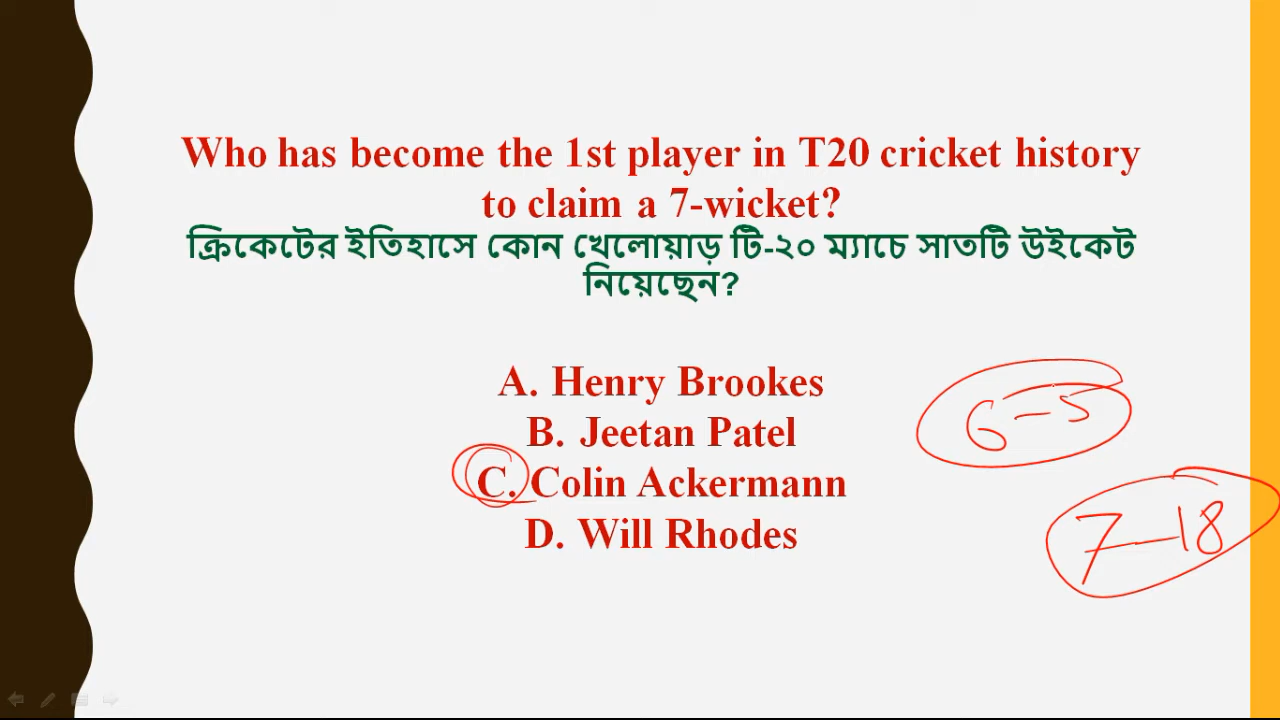 Who has become the 1st player in T20 cricket history
to claim a 7-wicket?
ক্রিকেটের ইতিহাসে কোন খেলোয়াড় টি-২০ ম্যাচে সাতটি উইকেট
নিয়েছেন?
A. Henry Brookes
B. Jeetan Patel
C. Colin Ackermann
D. Will Rhodes
6-5
7-18